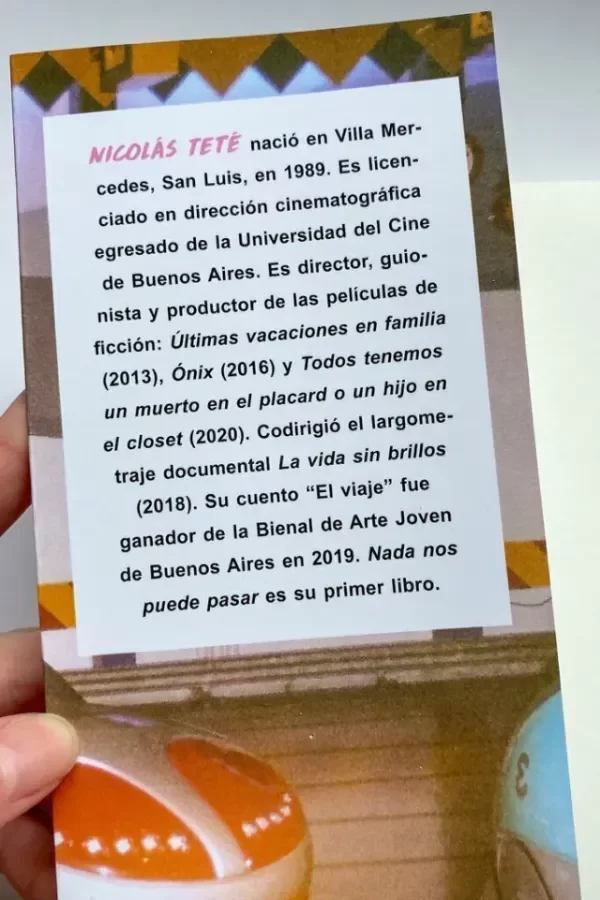 NICOLÁS TETÉ nació en Villa Mer-
cedes, San Luis, en 1989. Es licen-
ciado en dirección cinematográfica
egresado de la Universidad del Cine
de Buenos Aires. Es director, guio-
nista y productor de las películas de
ficción: Últimas vacaciones en familia
(2013), Ónix (2016) y Todos tenemos
un muerto en el placard o un hijo en
el closet (2020). Codirigió el largome-
traje documental La vida sin brillos
(2018). Su cuento “El viaje” fue
ganador de la Bienal de Arte Joven
de Buenos Aires en 2019. Nada nos
puede pasar es su primer libro.
3